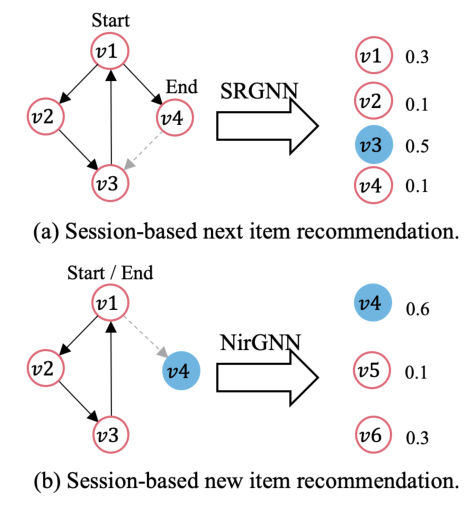 Start
v1
End
v2
v4
v3
SRGNN
v1 0.3
v2 0.1
v3 0.5
v4 0.1
(a) Session-based next item recommendation.
Start / End
v1
v2
v4
v3
NirGNN
v4 0.6
v5 0.1
v6 0.3
(b) Session-based new item recommendation.